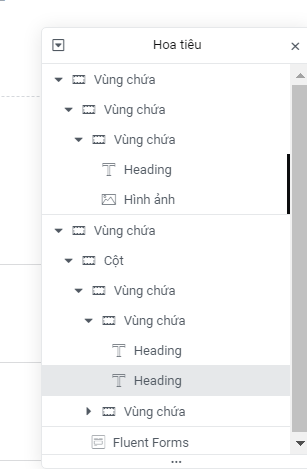 Hoa tiêu
Vùng chứa
Vùng chứa
Vùng chứa
Heading
Hình ảnh
Vùng chứa
Cột
Vùng chứa
Vùng chứa
Heading
Heading
Vùng chứa
Fluent Forms